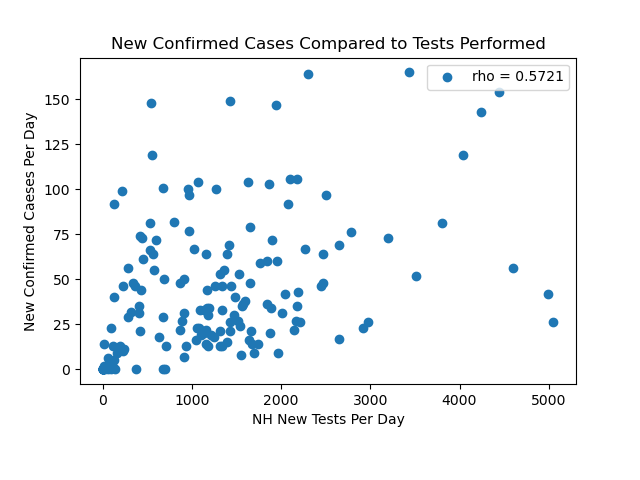 New Confirmed Cases Compared to Tests Performed
rho = 0.5721
New Confirmed Caeses Per Day
150
125
100
75
50
25
0
0 1000 2000 3000 4000 5000
NH New Tests Per Day